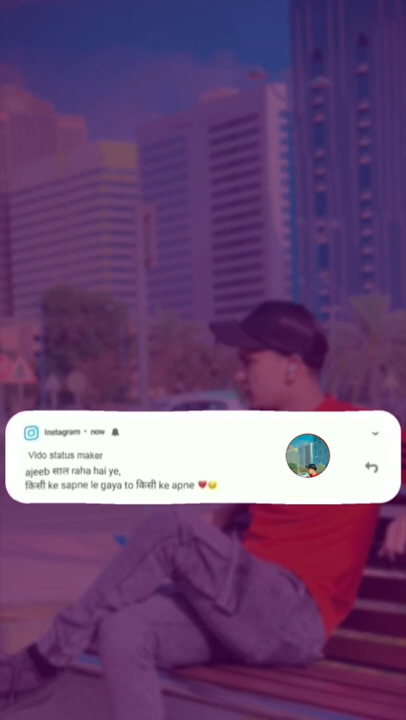 Instagram • now
Vido status maker
ajeeb साल raha hai ye,
किसी ke sapne le gaya to किसी ke apne 💔🥺